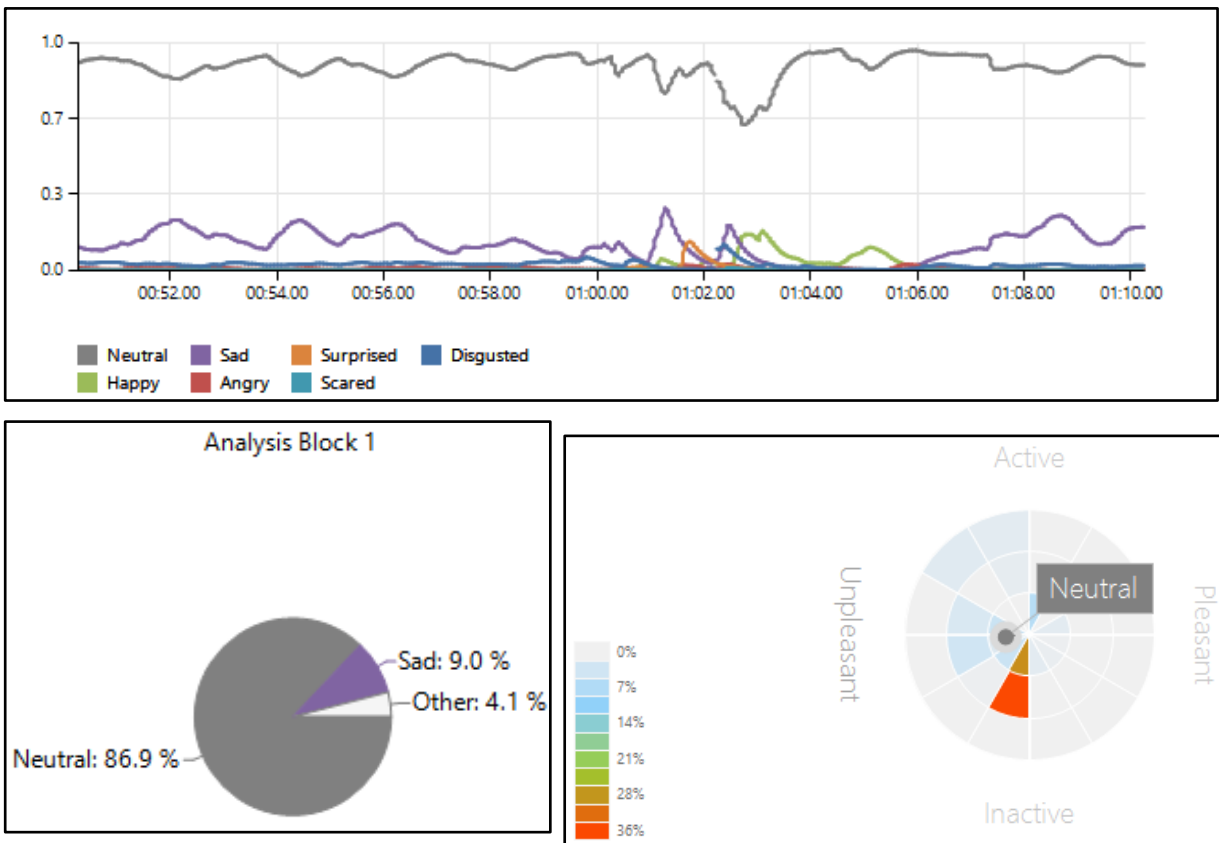 1.0
0.7
0.3
0.0
00:52.00 00:54.00 00:56.00 00:58.00 01:00.00 01:02.00 01:04.00 01:06.00 01:08.00 01:10.00
Neutral Sad Surprised Disgusted
Happy Angry Scared
Analysis Block 1
Sad: 9.0 %
Other: 4.1 %
Neutral: 86.9 %
Active
Neutral
Unpleasant
Pleasant
Inactive
0%
7%
14%
21%
28%
36%